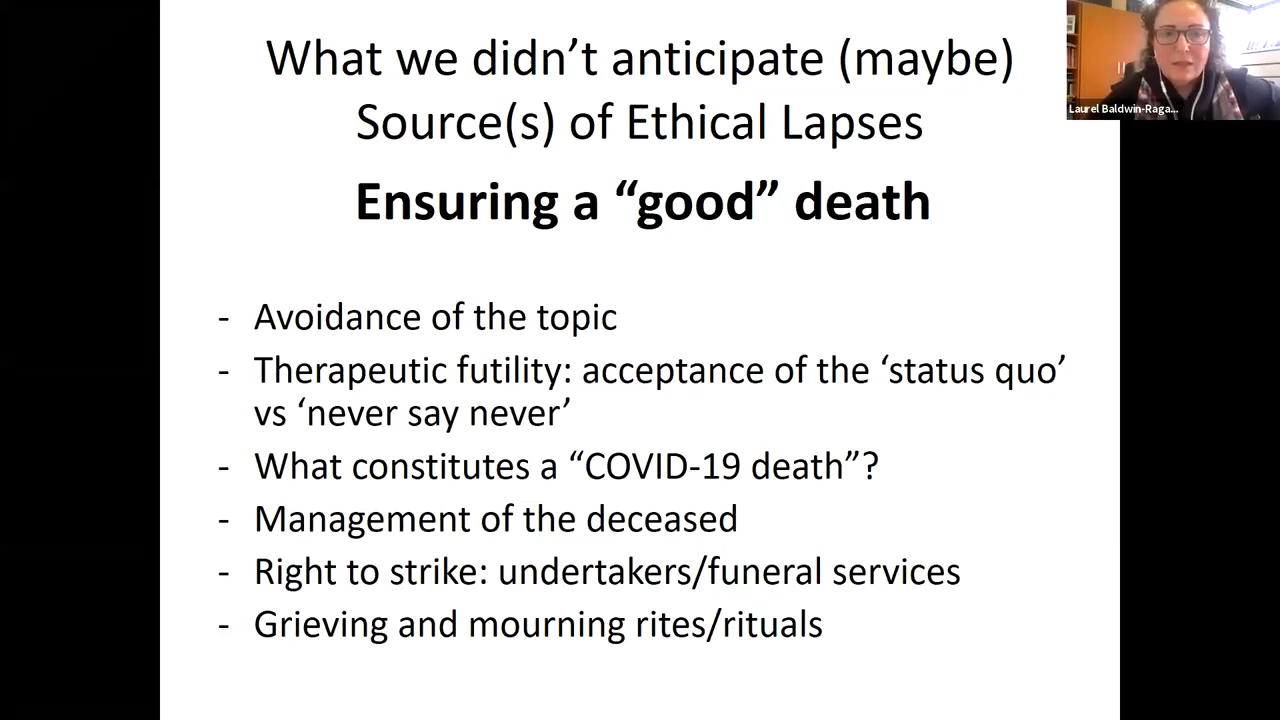 What we didn’t anticipate (maybe)
Source(s) of Ethical Lapses
Ensuring a “good” death
- Avoidance of the topic
- Therapeutic futility: acceptance of the ‘status quo’
vs ‘never say never’
- What constitutes a “COVID-19 death”?
- Management of the deceased
- Right to strike: undertakers/funeral services
- Grieving and mourning rites/rituals
Laurel Baldwin-Raga...